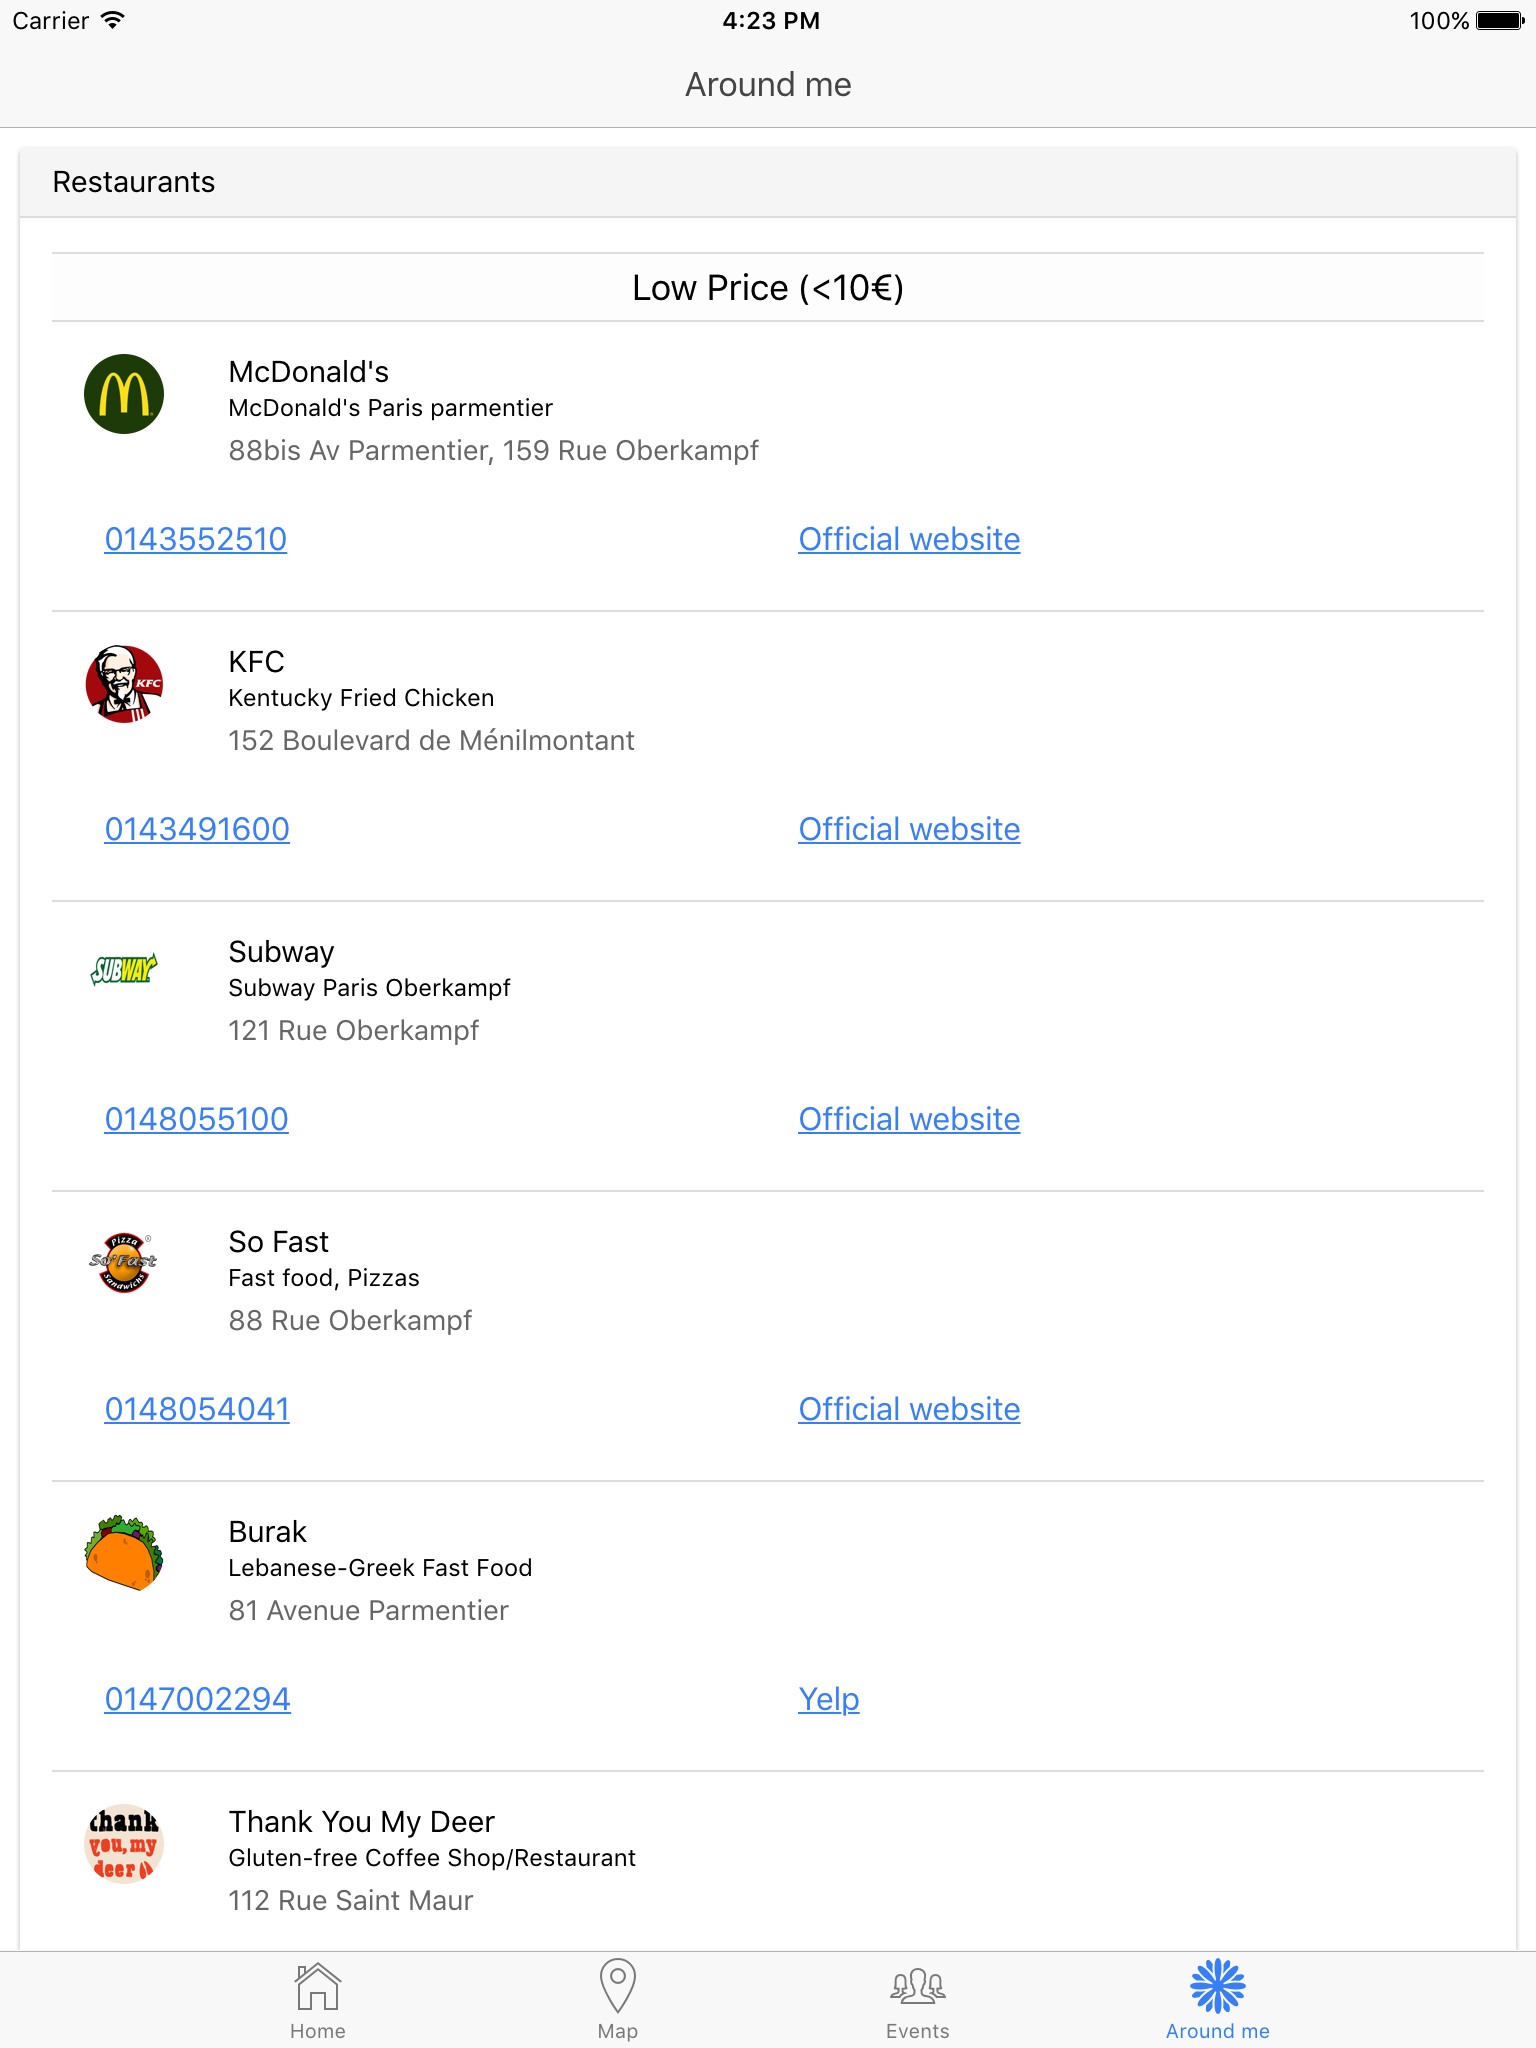 Carrier 4:23 PM 100%
Around me
Restaurants
Low Price (<10€)
McDonald's
McDonald's Paris parmentier
88bis Av Parmentier, 159 Rue Oberkampf
0143552510 Official website
KFC
KFC
Kentucky Fried Chicken
152 Boulevard de Ménilmontant
0143491600 Official website
SUBWAY
Subway
Subway Paris Oberkampf
121 Rue Oberkampf
0148055100 Official website
Pizza
So'Fast
Sandwichs
So Fast
Fast food, Pizzas
88 Rue Oberkampf
0148054041 Official website
Burak
Lebanese-Greek Fast Food
81 Avenue Parmentier
0147002294 Yelp
thank
you, my
deer
Thank You My Deer
Gluten-free Coffee Shop/Restaurant
112 Rue Saint Maur
Home Map Events Around me